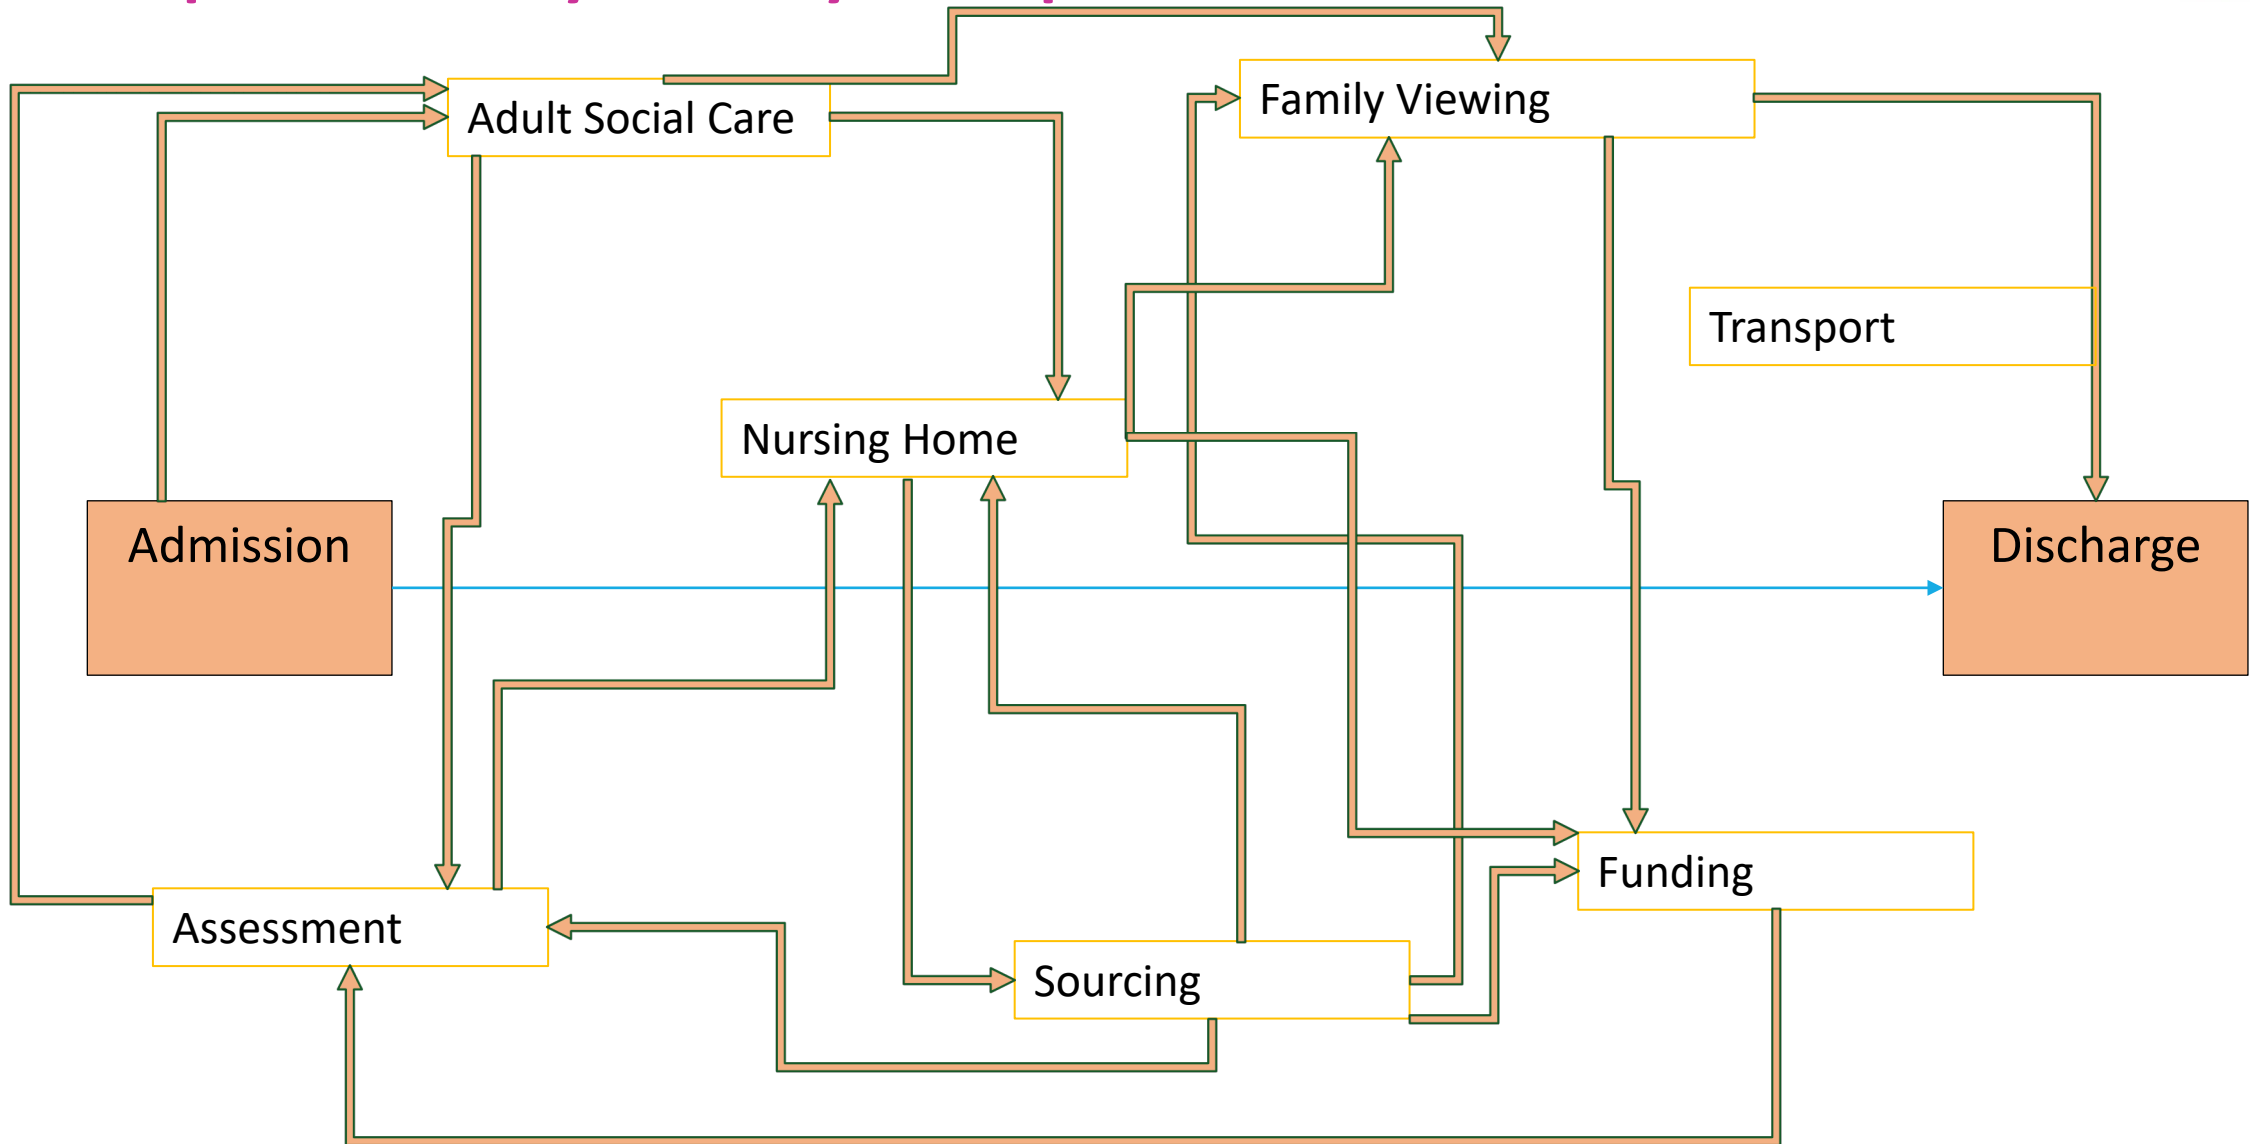 Adult Social Care
Family Viewing
Transport
Nursing Home
Admission
Discharge
Funding
Assessment
Sourcing